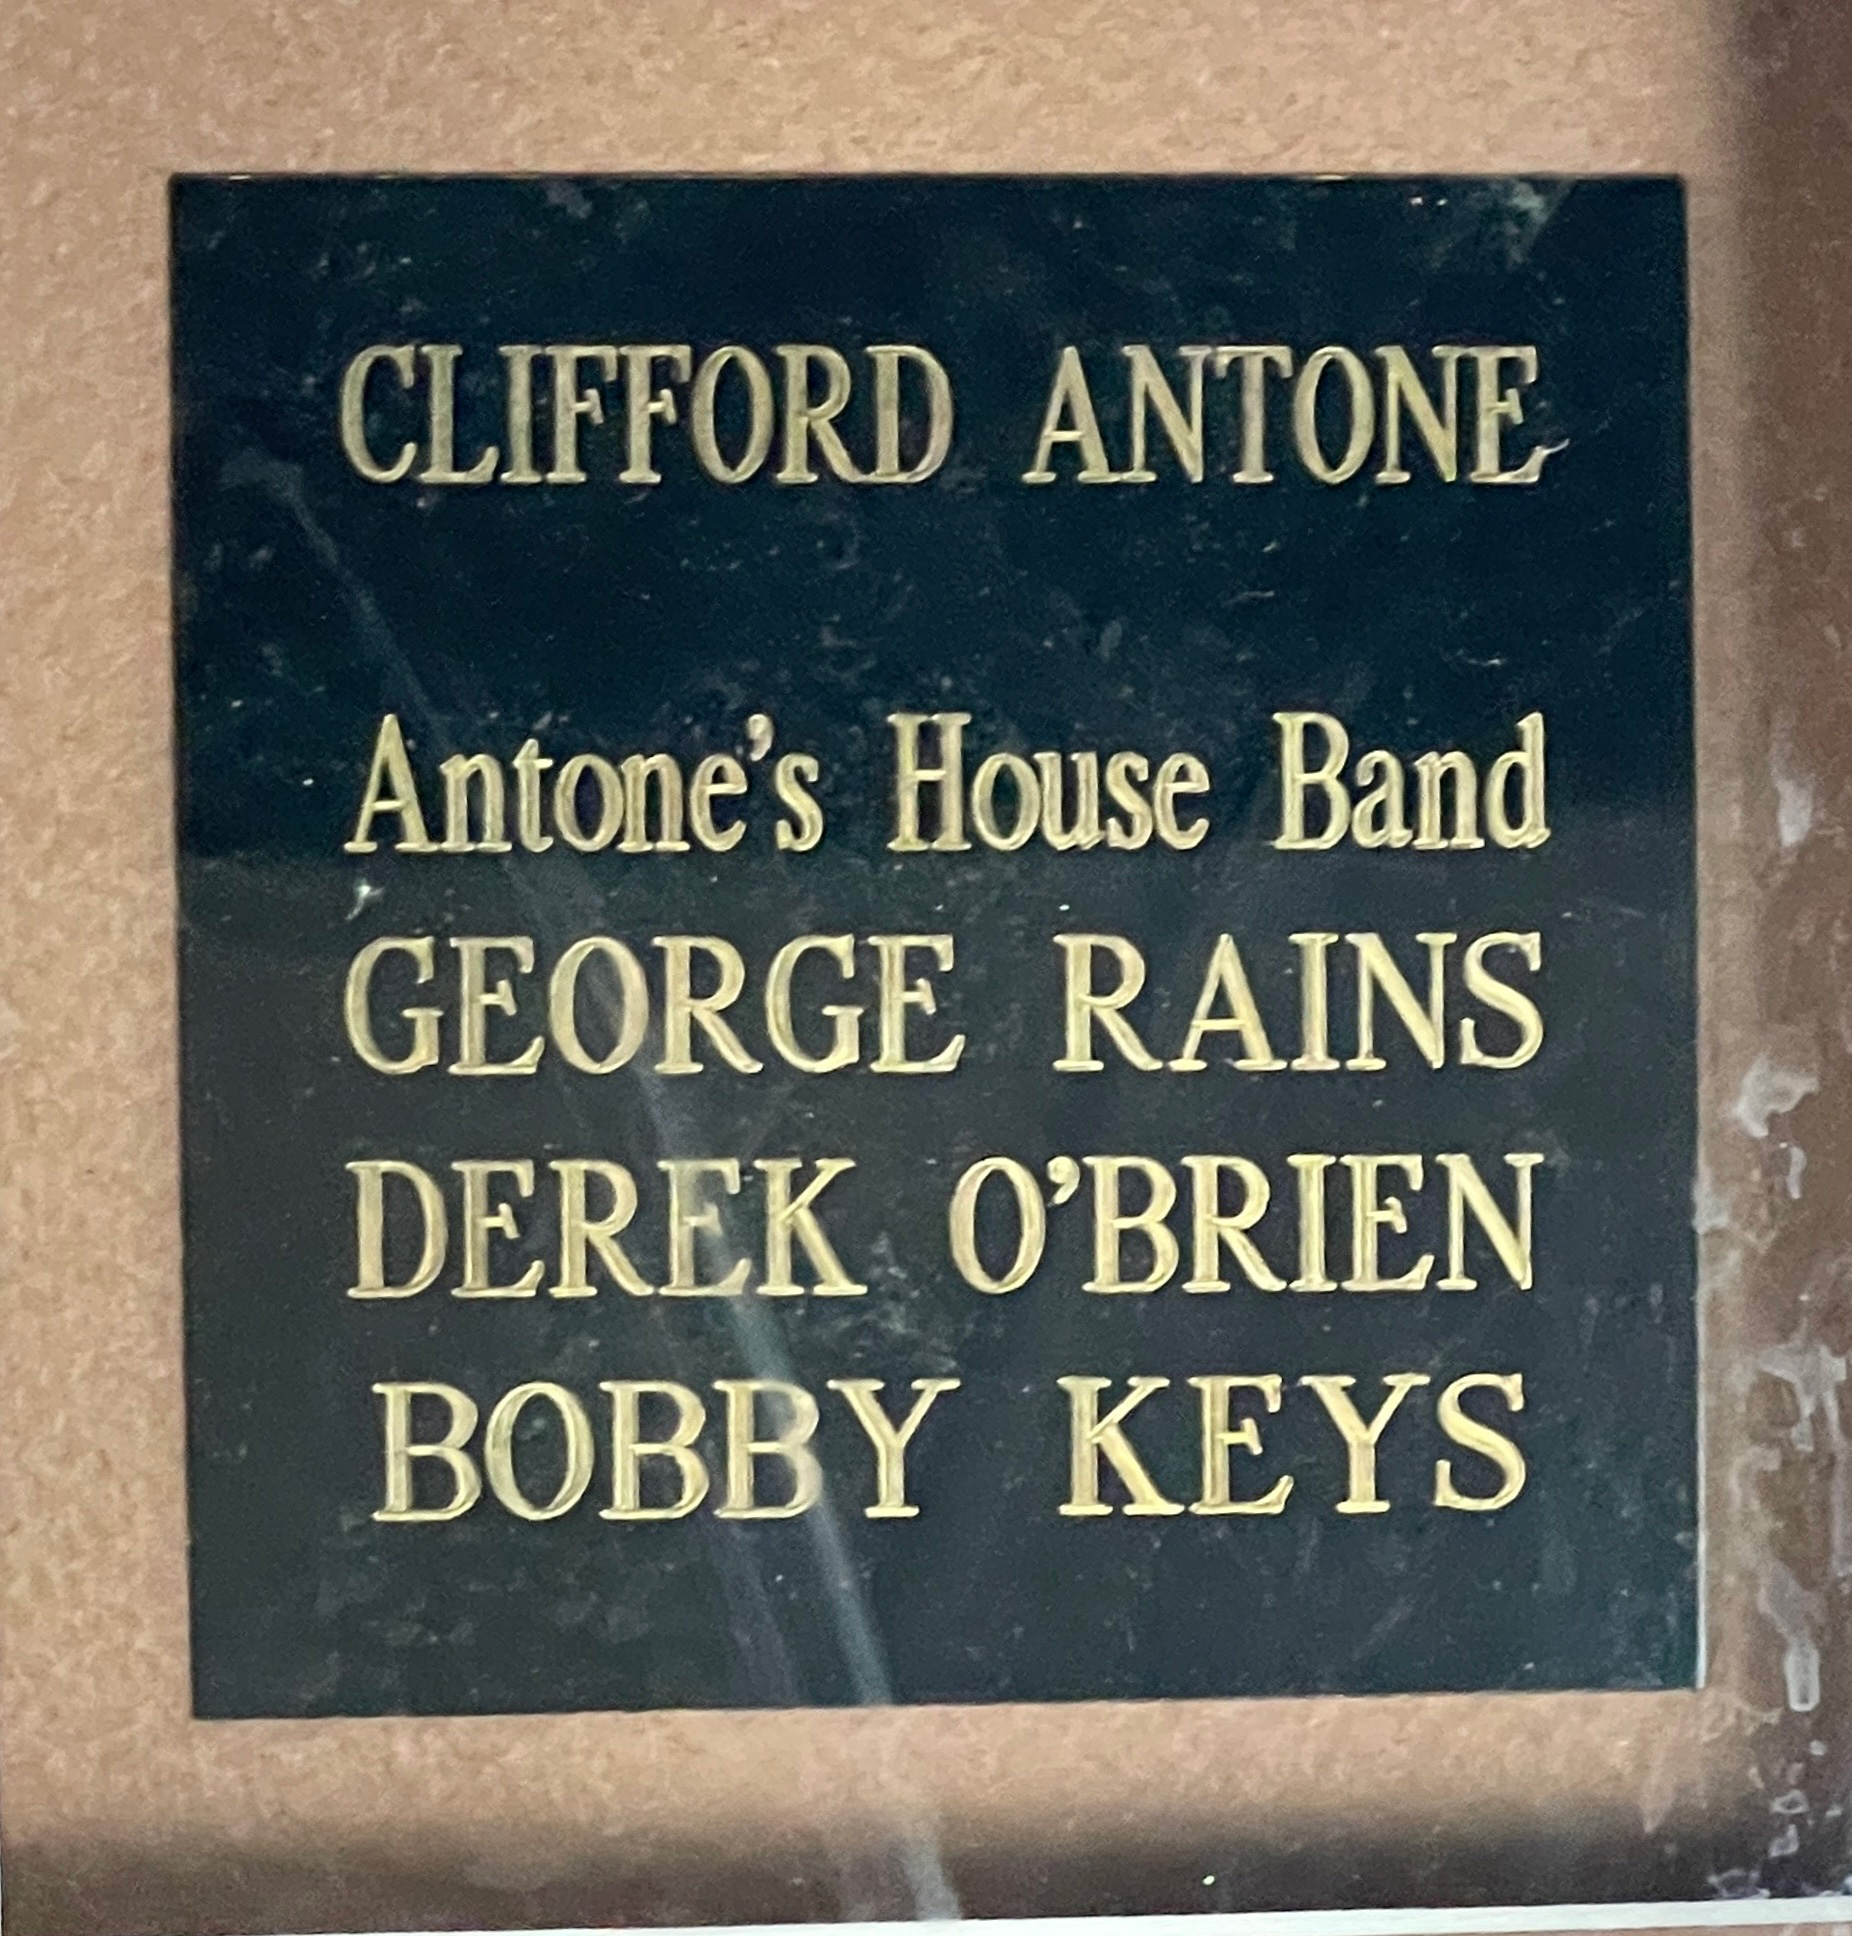 CLIFFORD ANTONE
Antone's House Band
GEORGE RAINS
DEREK O'BRIEN
BOBBY KEYS